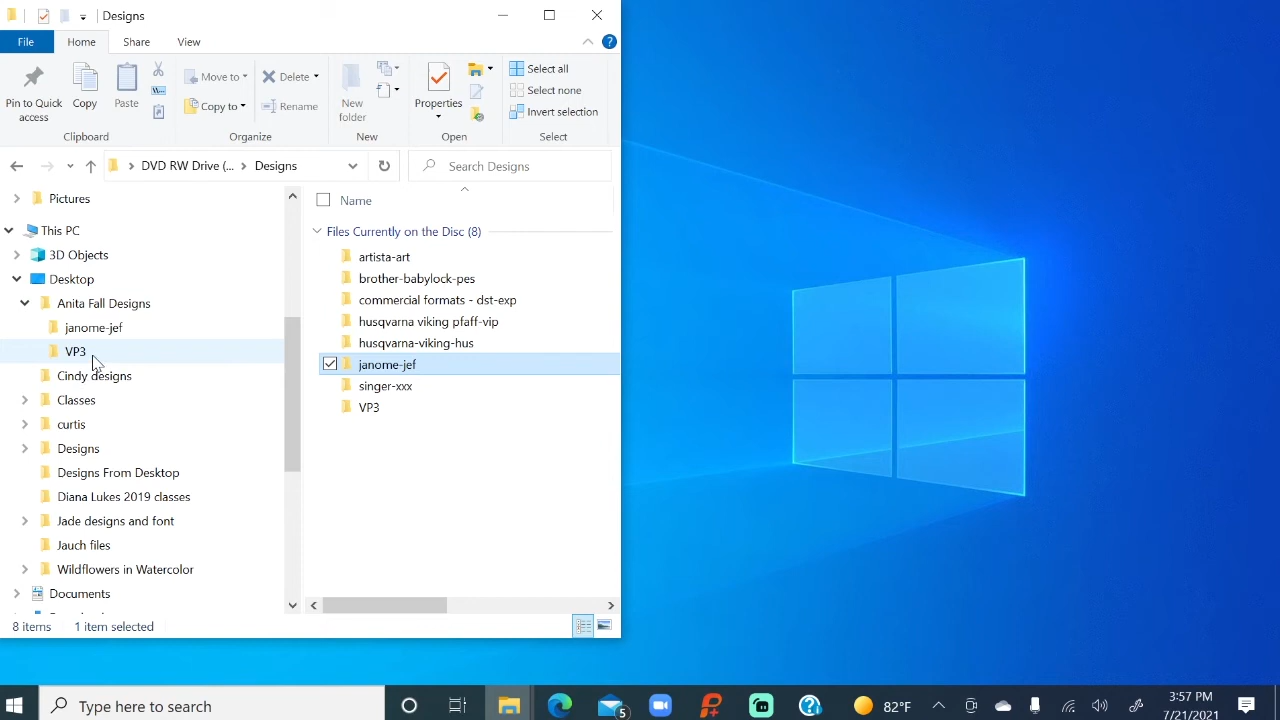 Designs
File Home Share View
Pin to Quick access
Copy
Paste
Move to
Copy to
Delete
Rename
New folder
Properties
Select all
Select none
Invert selection
Clipboard Organize New Open Select
DVD RW Drive (... > Designs
Search Designs
Pictures
This PC
3D Objects
Desktop
Anita Fall Designs
janome-jef
VP3
Cindy designs
Classes
curtis
Designs
Designs From Desktop
Diana Lukes 2019 classes
Jade designs and font
Jauch files
Wildflowers in Watercolor
Documents
Name
Files Currently on the Disc (8)
artista-art
brother-babylock-pes
commercial formats - dst-exp
husqvarna viking pfaff-vip
husqvarna-viking-hus
janome-jef
singer-xxx
VP3
8 items 1 item selected
Type here to search
5
82°F
3:57 PM
7/21/2021